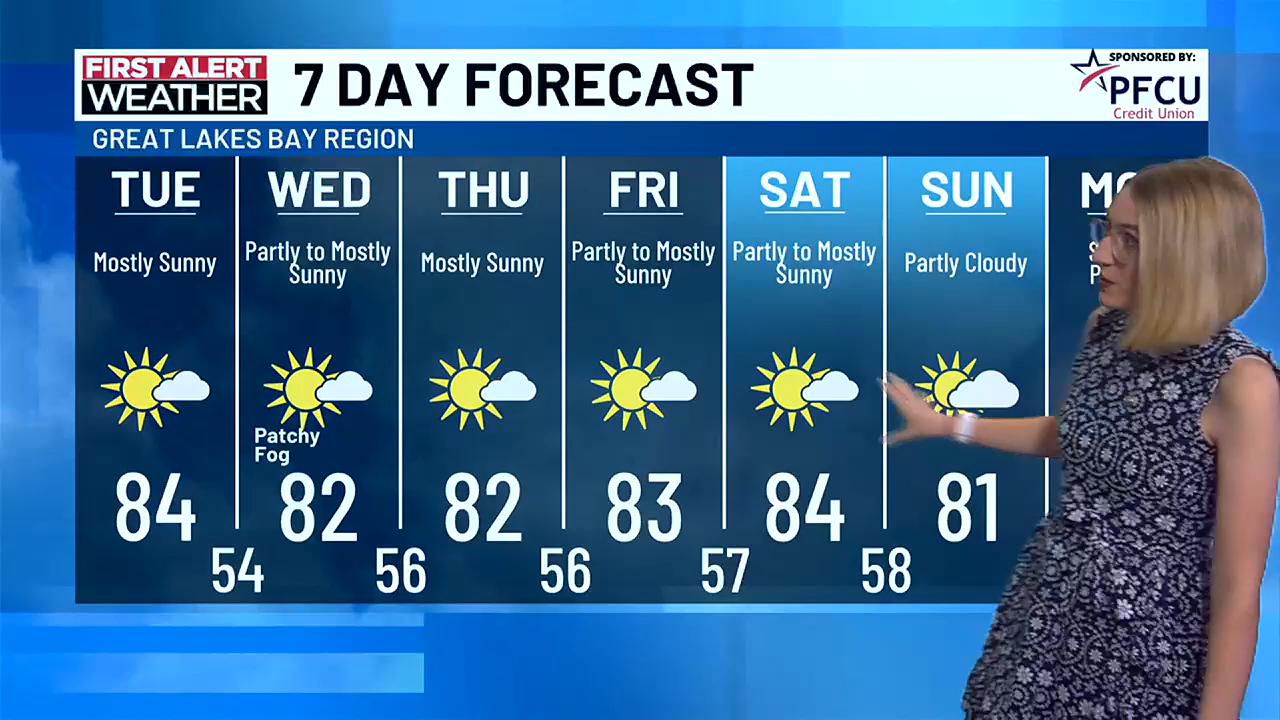 FIRST ALERT
WEATHER
7 DAY FORECAST
SPONSORED BY:
PFCU
Credit Union
GREAT LAKES BAY REGION
TUE
Mostly Sunny
84
WED
Partly to Mostly
Sunny
Patchy
Fog
82
THU
Mostly Sunny
82
FRI
Partly to Mostly
Sunny
83
SAT
Partly to Mostly
Sunny
84
SUN
Partly Cloudy
81
54
56
56
57
58